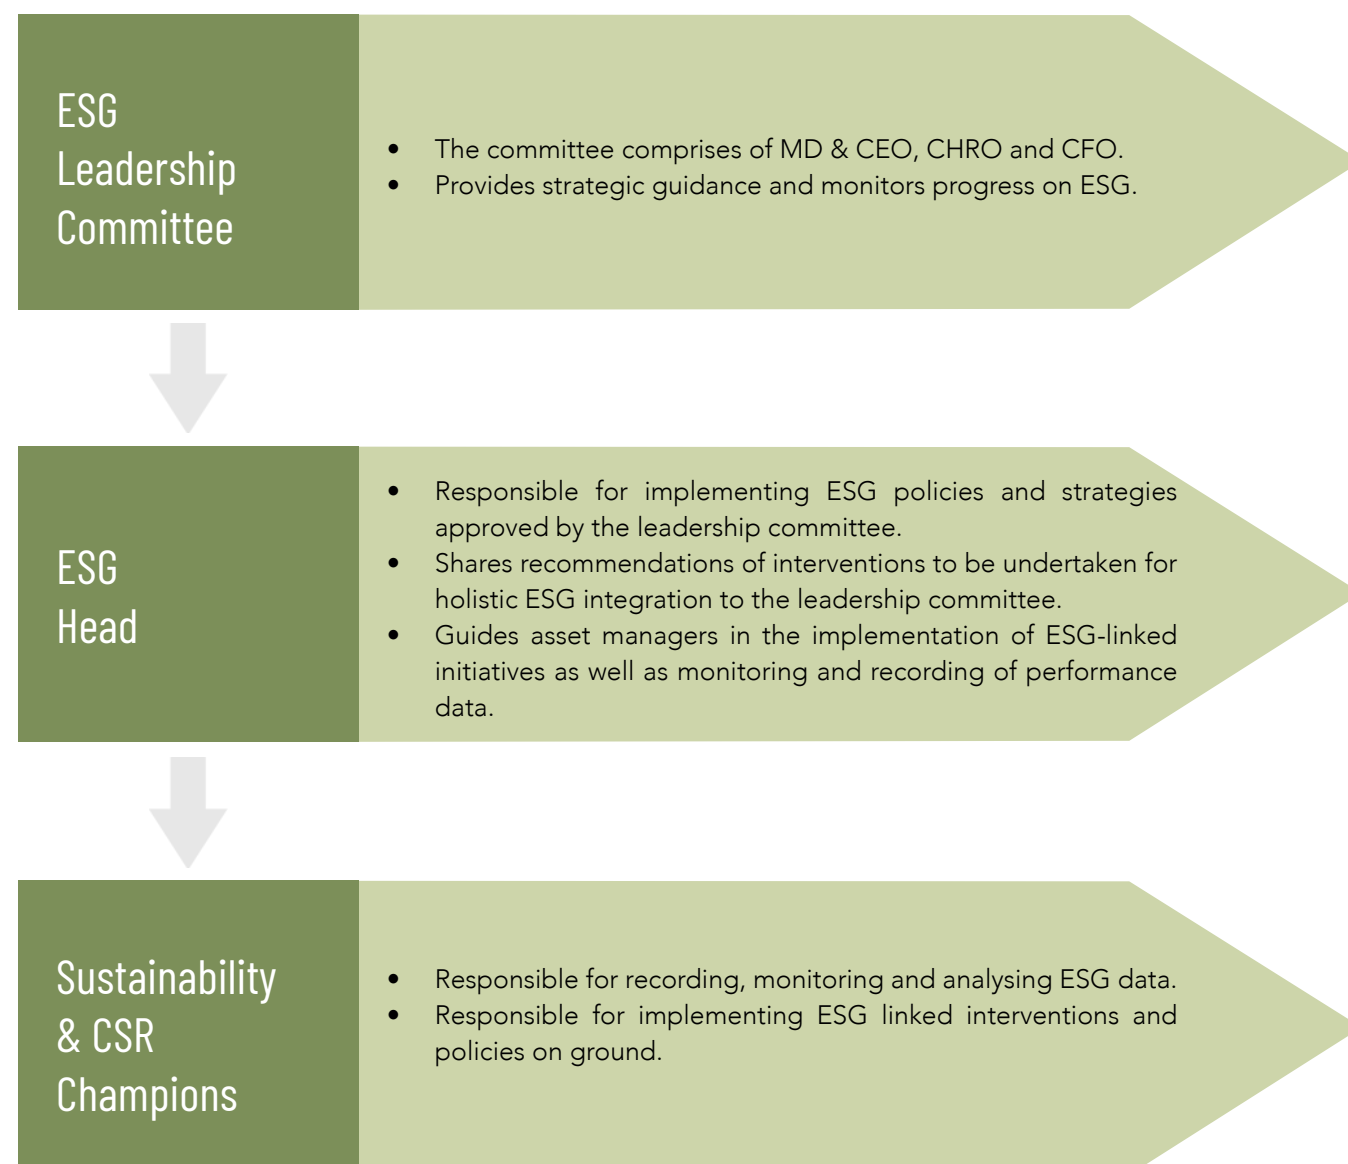 ESG
Leadership
Committee
• The committee comprises of MD & CEO, CHRO and CFO.
• Provides strategic guidance and monitors progress on ESG.
ESG
Head
• Responsible for implementing ESG policies and strategies
approved by the leadership committee.
• Shares recommendations of interventions to be undertaken for
holistic ESG integration to the leadership committee.
• Guides asset managers in the implementation of ESG-linked
initiatives as well as monitoring and recording of performance
data.
Sustainability
& CSR
Champions
• Responsible for recording, monitoring and analysing ESG data.
• Responsible for implementing ESG linked interventions and
policies on ground.